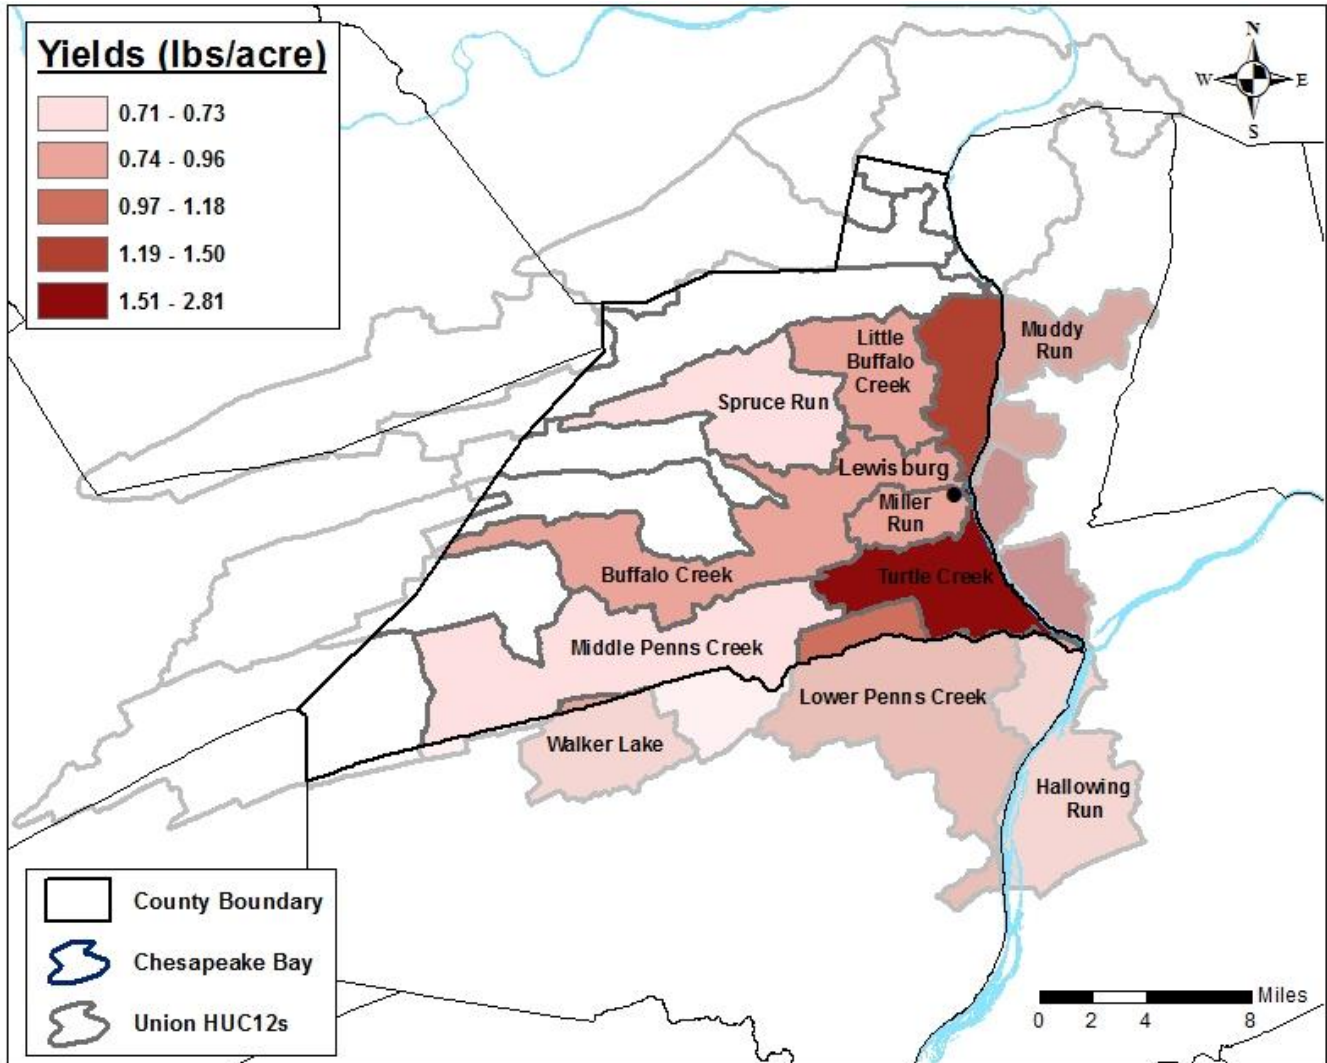 Yields (lbs/acre)
0.71 - 0.73
0.74 - 0.96
0.97 - 1.18
1.19 - 1.50
1.51 - 2.81
N
W
E
S
Muddy
Run
Little
Buffalo
Creek
Spruce Run
Lewisburg
Miller
Run
Buffalo Creek
Turtle Creek
Middle Penns Creek
Lower Penns Creek
Walker Lake
Hallowing
Run
County Boundary
Chesapeake Bay
Union HUC12s
Miles
0 2 4 8